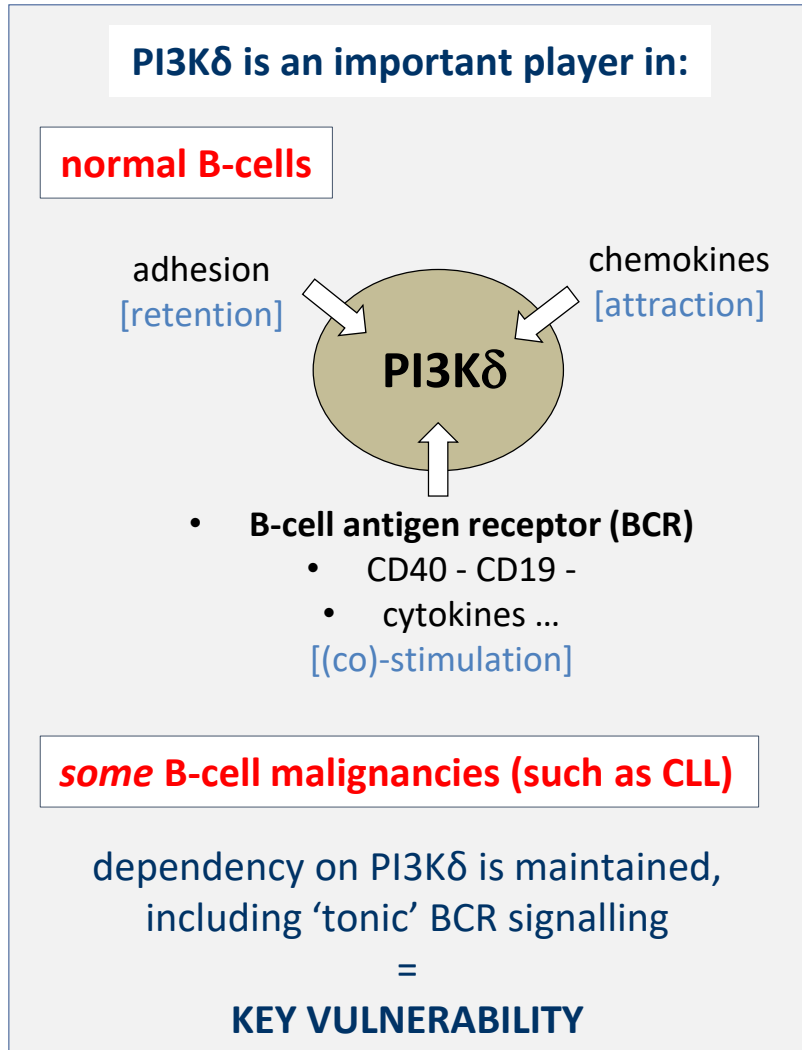 PI3Kδ is an important player in:
normal B-cells
adhesion
[retention]
chemokines
[attraction]
PI3Kδ
• B-cell antigen receptor (BCR)
• CD40 - CD19 -
• cytokines …
[(co)-stimulation]
some B-cell malignancies (such as CLL)
dependency on PI3Kδ is maintained,
including ‘tonic’ BCR signalling
=
KEY VULNERABILITY